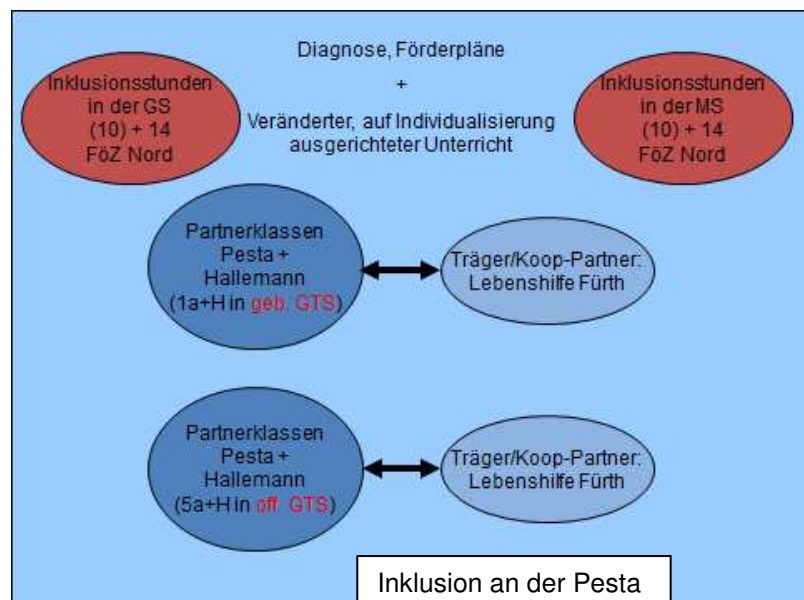 Inklusionsstunden
in der GS
(10) + 14
FöZ Nord
Diagnose, Förderpläne
+
Veränderter, auf Individualisierung
ausgerichteter Unterricht
Inklusionsstunden
in der MS
(10) + 14
FöZ Nord
Partnerklassen
Pesta +
Hallemann
(1a+H in geb. GTS)
Träger/Koop-Partner:
Lebenshilfe Fürth
Partnerklassen
Pesta +
Hallemann
(5a+H in off. GTS)
Träger/Koop-Partner:
Lebenshilfe Fürth
Inklusion an der Pesta